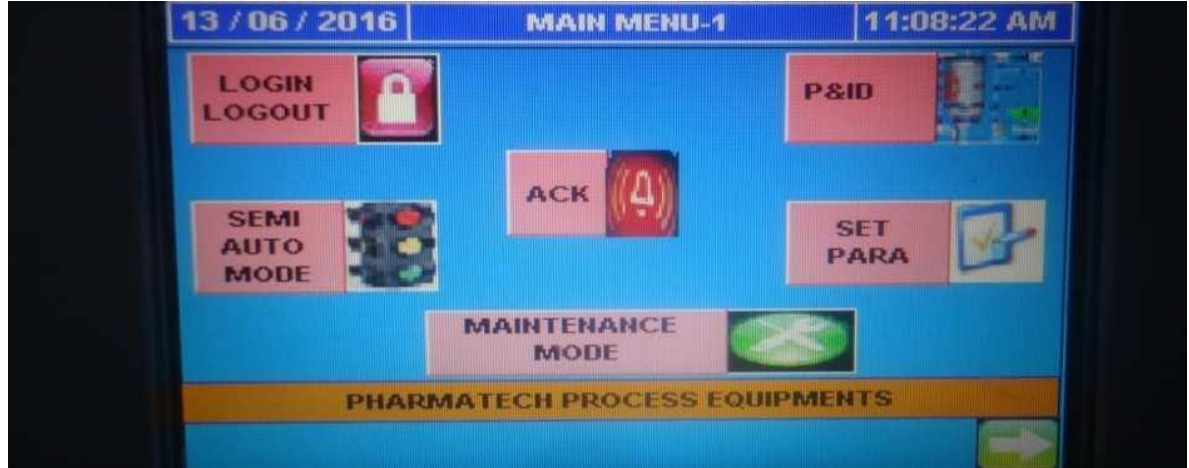 13 / 06 / 2016
MAIN MENU-1
11:08:22 AM
LOGIN
LOGOUT
P&ID
ACK
SEMI
AUTO
MODE
SET
PARA
MAINTENANCE
MODE
PHARMATECH PROCESS EQUIPMENTS